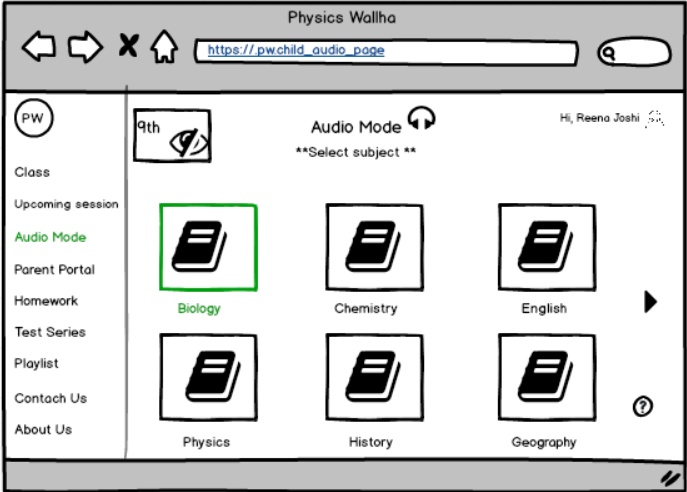 Physics Wallha
https://.pw.child_audio_page
PW
9th
Audio Mode
Hi, Reena Joshi
**Select subject **
Class
Upcoming session
Audio Mode
Parent Portal
Homework
Test Series
Playlist
Contach Us
About Us
Biology
Chemistry
English
Physics
History
Geography
?